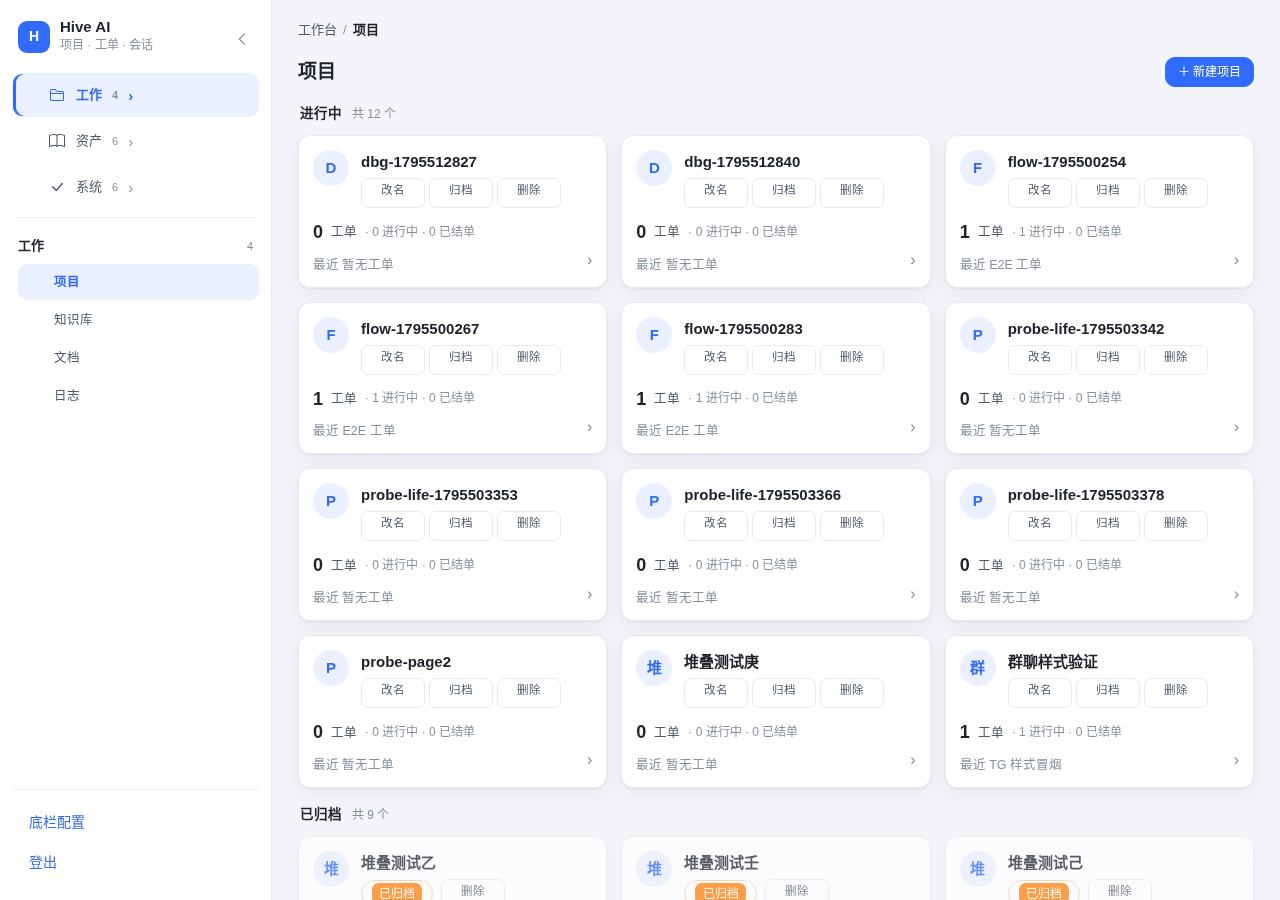 H
Hive AI
项目 · 工单 · 会话
工作 4 ›
资产 6 ›
系统 6 ›
工作 4
项目
知识库
文档
日志
底栏配置
登出
工作台 / 项目
项目
＋ 新建项目
进行中 共 12 个
D dbg-1795512827
改名 归档 删除
0 工单 · 0 进行中 · 0 已结单
最近 暂无工单 ›
D dbg-1795512840
改名 归档 删除
0 工单 · 0 进行中 · 0 已结单
最近 暂无工单 ›
F flow-1795500254
改名 归档 删除
1 工单 · 1 进行中 · 0 已结单
最近 E2E 工单 ›
F flow-1795500267
改名 归档 删除
1 工单 · 1 进行中 · 0 已结单
最近 E2E 工单 ›
F flow-1795500283
改名 归档 删除
1 工单 · 1 进行中 · 0 已结单
最近 E2E 工单 ›
P probe-life-1795503342
改名 归档 删除
0 工单 · 0 进行中 · 0 已结单
最近 暂无工单 ›
P probe-life-1795503353
改名 归档 删除
0 工单 · 0 进行中 · 0 已结单
最近 暂无工单 ›
P probe-life-1795503366
改名 归档 删除
0 工单 · 0 进行中 · 0 已结单
最近 暂无工单 ›
P probe-life-1795503378
改名 归档 删除
0 工单 · 0 进行中 · 0 已结单
最近 暂无工单 ›
P probe-page2
改名 归档 删除
0 工单 · 0 进行中 · 0 已结单
最近 暂无工单 ›
堆 堆叠测试庚
改名 归档 删除
0 工单 · 0 进行中 · 0 已结单
最近 暂无工单 ›
群 群聊样式验证
改名 归档 删除
1 工单 · 1 进行中 · 0 已结单
最近 TG 样式冒烟 ›
已归档 共 9 个
堆 堆叠测试乙
已归档 删除
堆 堆叠测试壬
已归档 删除
堆 堆叠测试己
已归档 删除